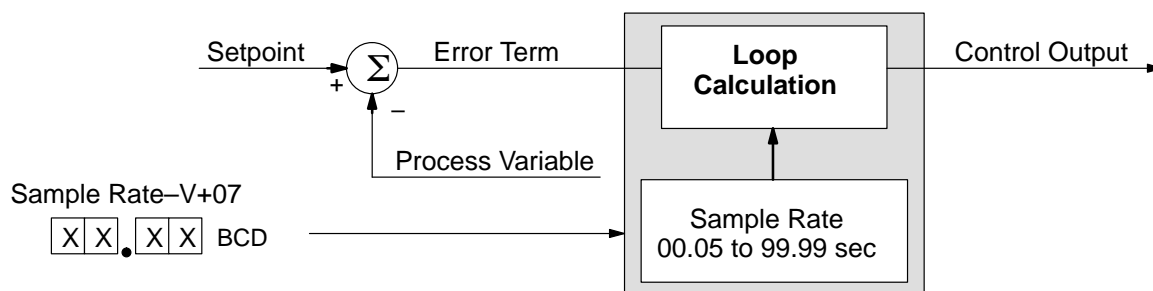 Setpoint
+
Σ
−
Error Term
Loop
Calculation
Control Output
Process Variable
Sample Rate–V+07
X X . X X BCD
Sample Rate
00.05 to 99.99 sec